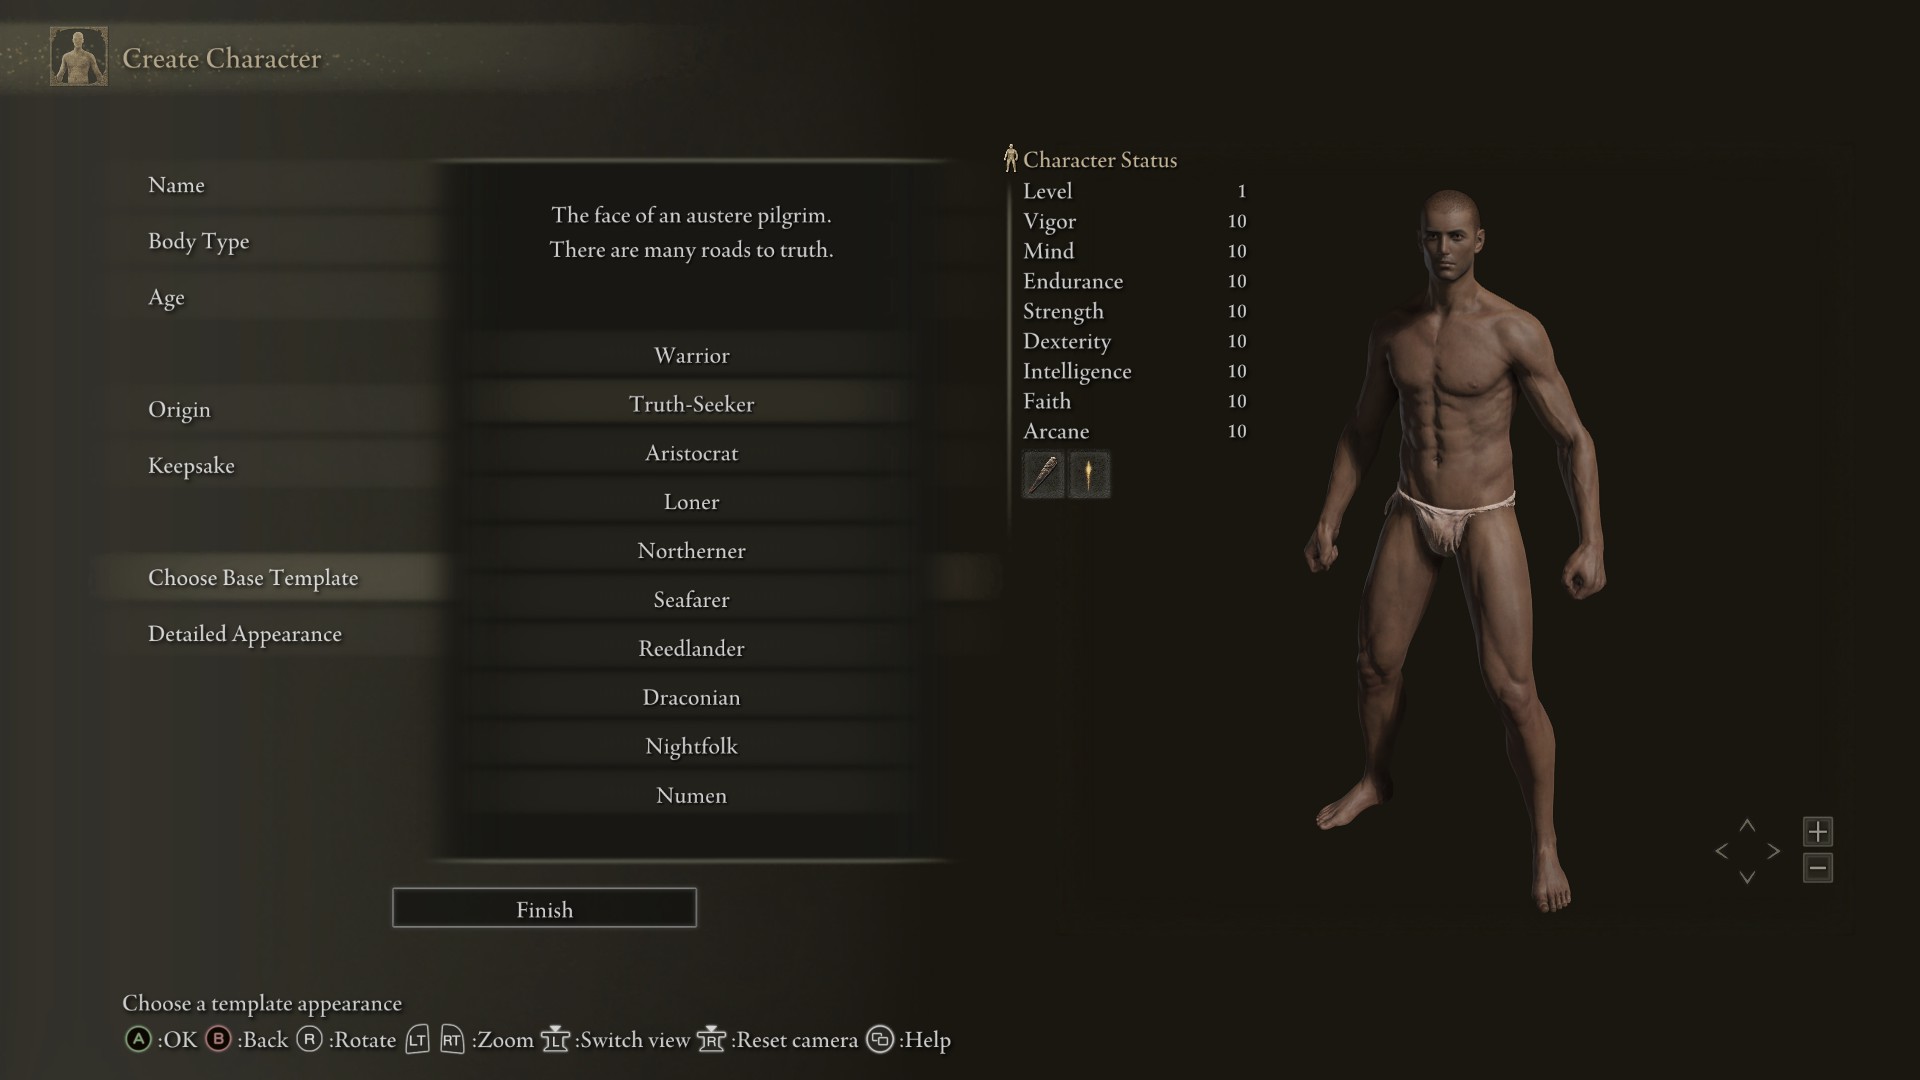 Create Character
Name
Body Type
Age
Origin
Keepsake
Choose Base Template
Detailed Appearance
The face of an austere pilgrim.
There are many roads to truth.
Warrior
Truth-Seeker
Aristocrat
Loner
Northerner
Seafarer
Reedlander
Draconian
Nightfolk
Numen
Finish
Character Status
Level 1
Vigor 10
Mind 10
Endurance 10
Strength 10
Dexterity 10
Intelligence 10
Faith 10
Arcane 10
Choose a template appearance
A :OK B :Back R :Rotate LT RT :Zoom L :Switch view R :Reset camera :Help